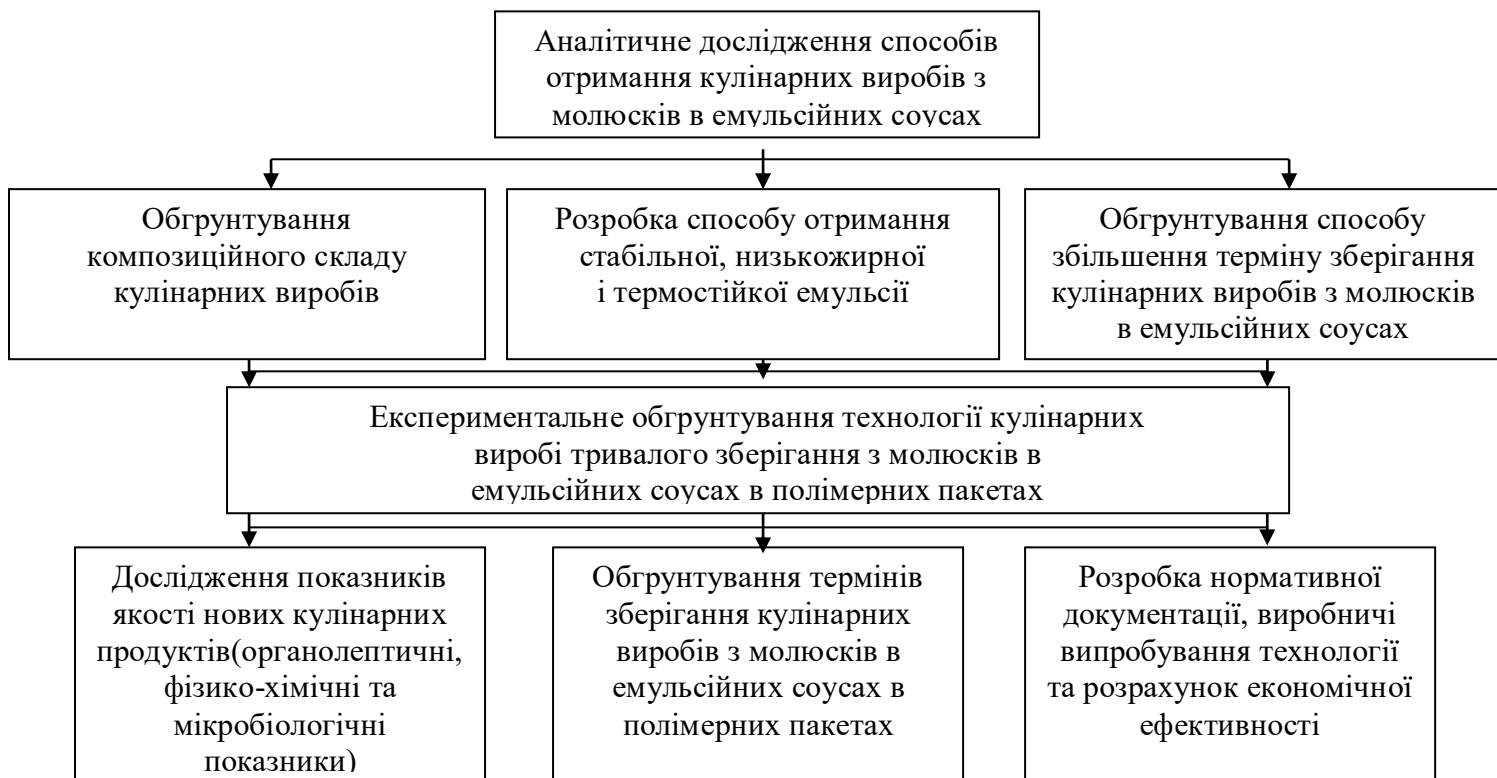 Аналітичне дослідження способів
отримання кулінарних виробів з
молюсків в емульсійних соусах
Обгрунтування
композиційного складу
кулінарних виробів
Розробка способу отримання
стабільної, низькожирної
і термостійкої емульсії
Обгрунтування способу
збільшення терміну зберігання
кулінарних виробів з молюсків
в емульсійних соусах
Експериментальне обгрунтування технології кулінарних
виробі тривалого зберігання з молюсків в
емульсійних соусах в полімерних пакетах
Дослідження показників
якості нових кулінарних
продуктів(органолептичні,
фізико-хімічні та
мікробіологічні
показники)
Обгрунтування термінів
зберігання кулінарних
виробів з молюсків в
емульсійних соусах в
полімерних пакетах
Розробка нормативної
документації, виробничі
випробування технології
та розрахунок економічної
ефективності